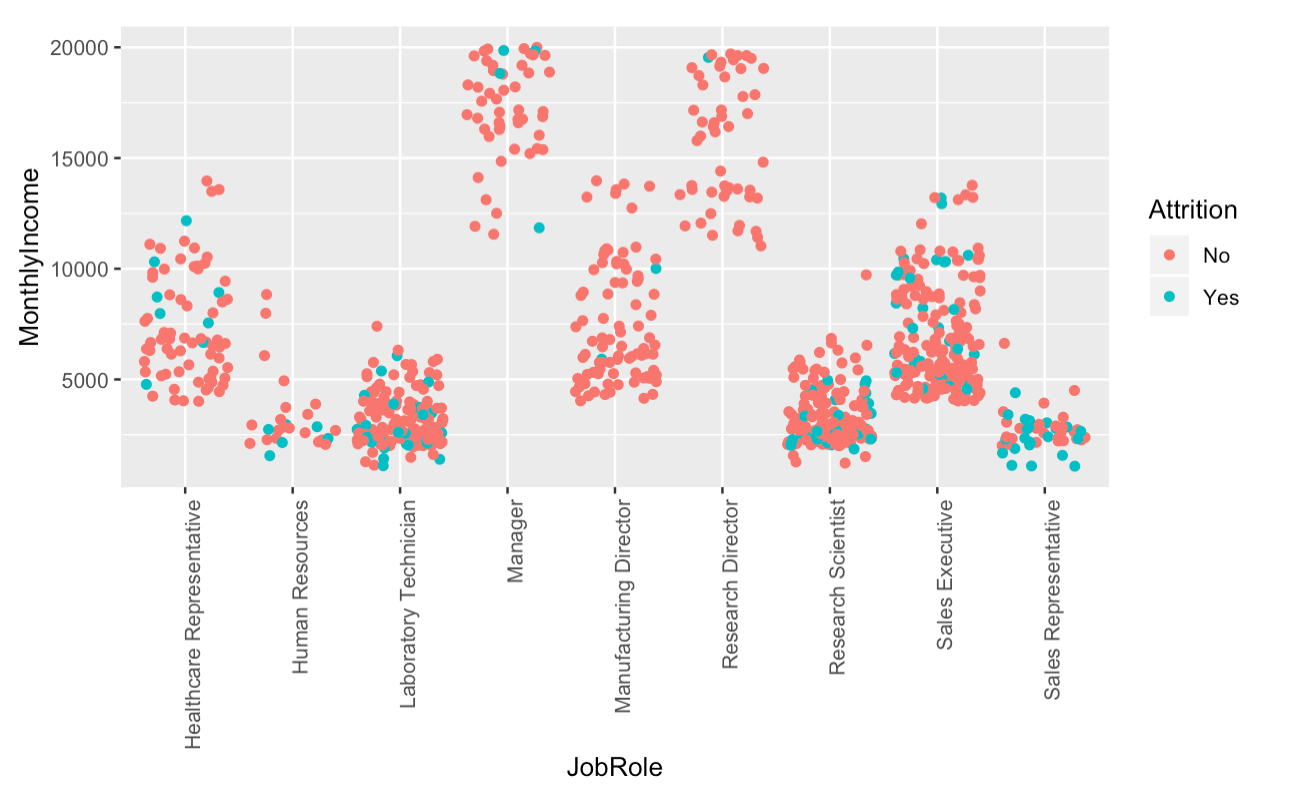 20000
15000
10000
5000
MonthlyIncome
Healthcare Representative
Human Resources
Laboratory Technician
Manager
Manufacturing Director
Research Director
Research Scientist
Sales Executive
Sales Representative
JobRole
Attrition
No
Yes